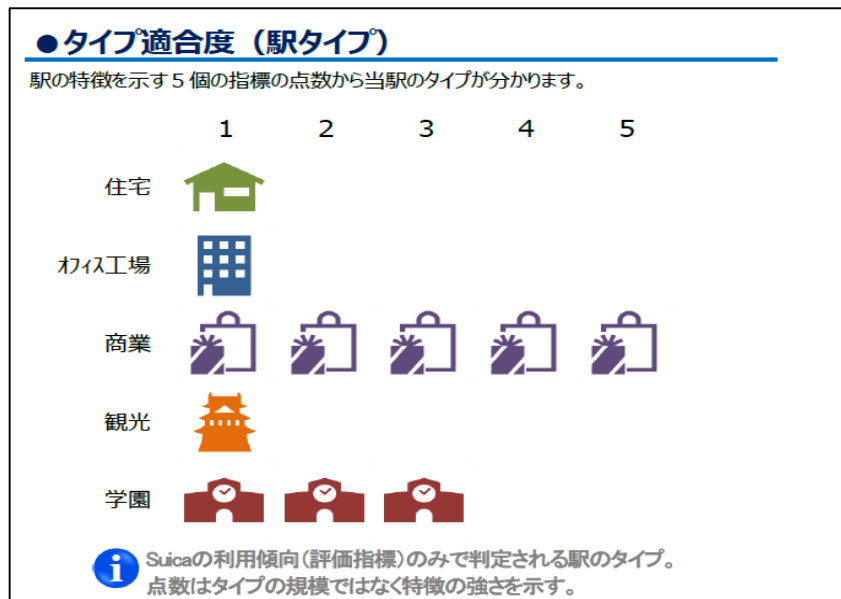 ●タイプ適合度（駅タイプ）
駅の特徴を示す5個の指標の点数から当駅のタイプが分かります。
1 2 3 4 5
住宅
ｵﾌｨｽ工場
商業
観光
学園
i Suicaの利用傾向（評価指標）のみで判定される駅のタイプ。
点数はタイプの規模ではなく特徴の強さを示す。